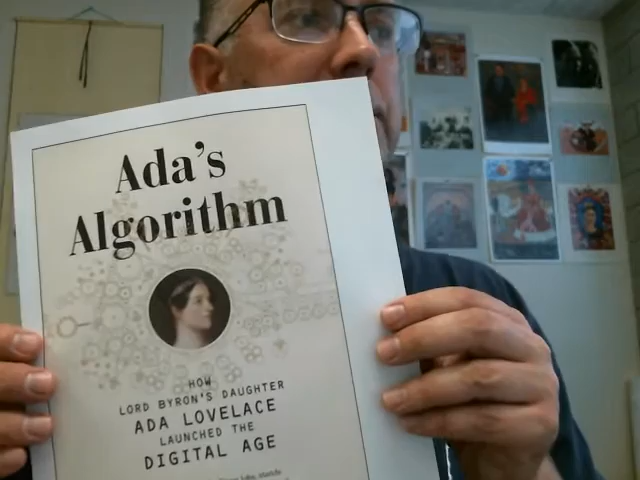 Ada's
Algorithm
HOW
LORD BYRON'S DAUGHTER
ADA LOVELACE
LAUNCHED THE
DIGITAL AGE